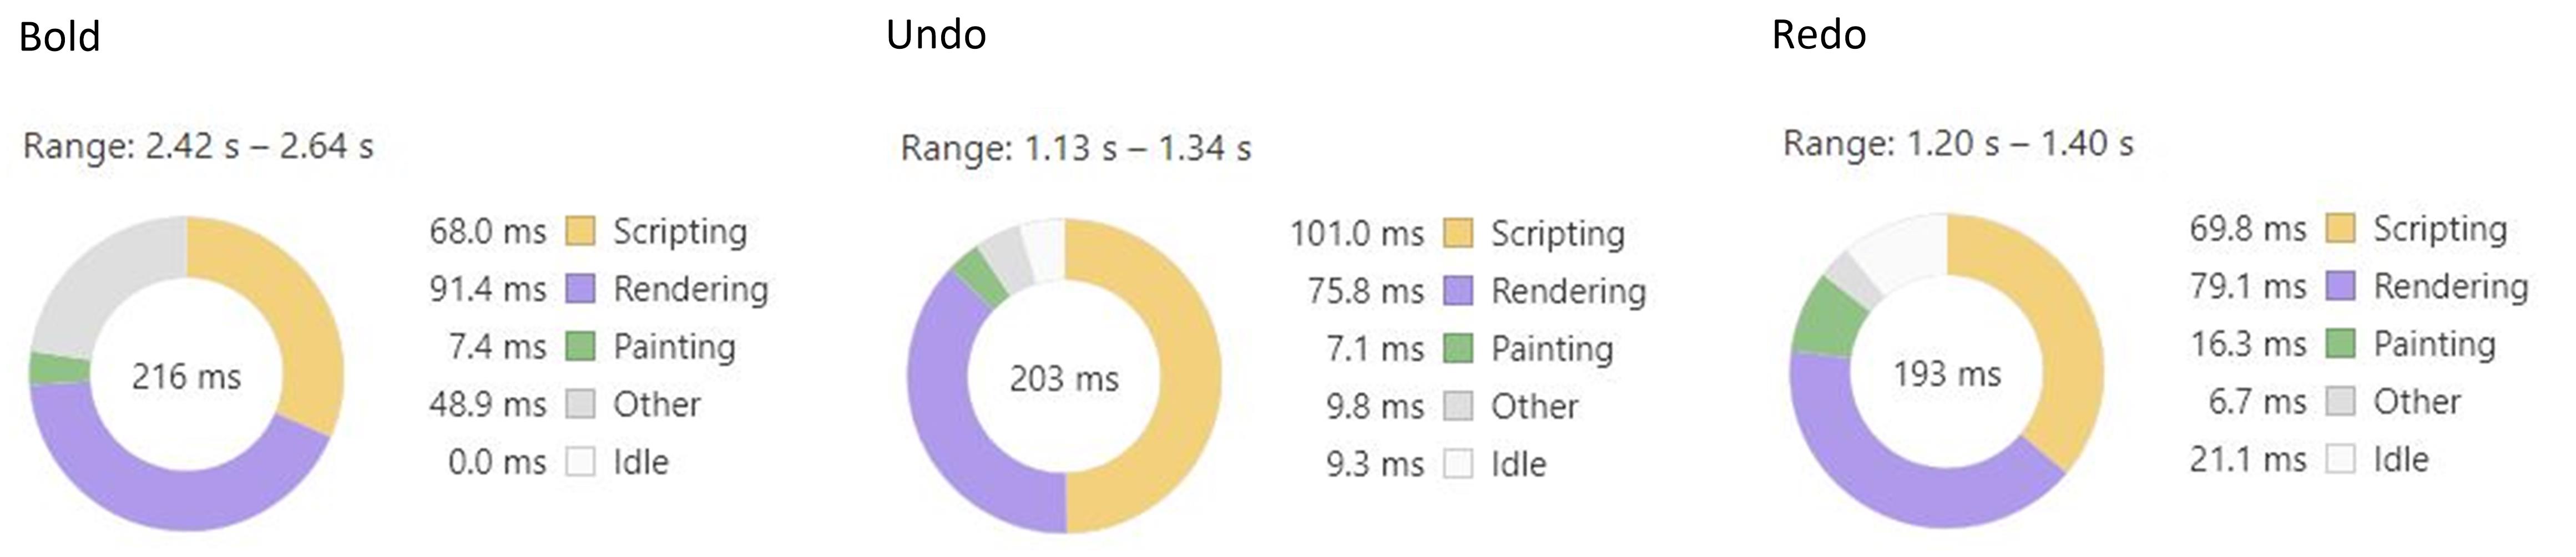 Bold
Range: 2.42 s – 2.64 s
216 ms
68.0 ms Scripting
91.4 ms Rendering
7.4 ms Painting
48.9 ms Other
0.0 ms Idle
Undo
Range: 1.13 s – 1.34 s
203 ms
101.0 ms Scripting
75.8 ms Rendering
7.1 ms Painting
9.8 ms Other
9.3 ms Idle
Redo
Range: 1.20 s – 1.40 s
193 ms
69.8 ms Scripting
79.1 ms Rendering
16.3 ms Painting
6.7 ms Other
21.1 ms Idle